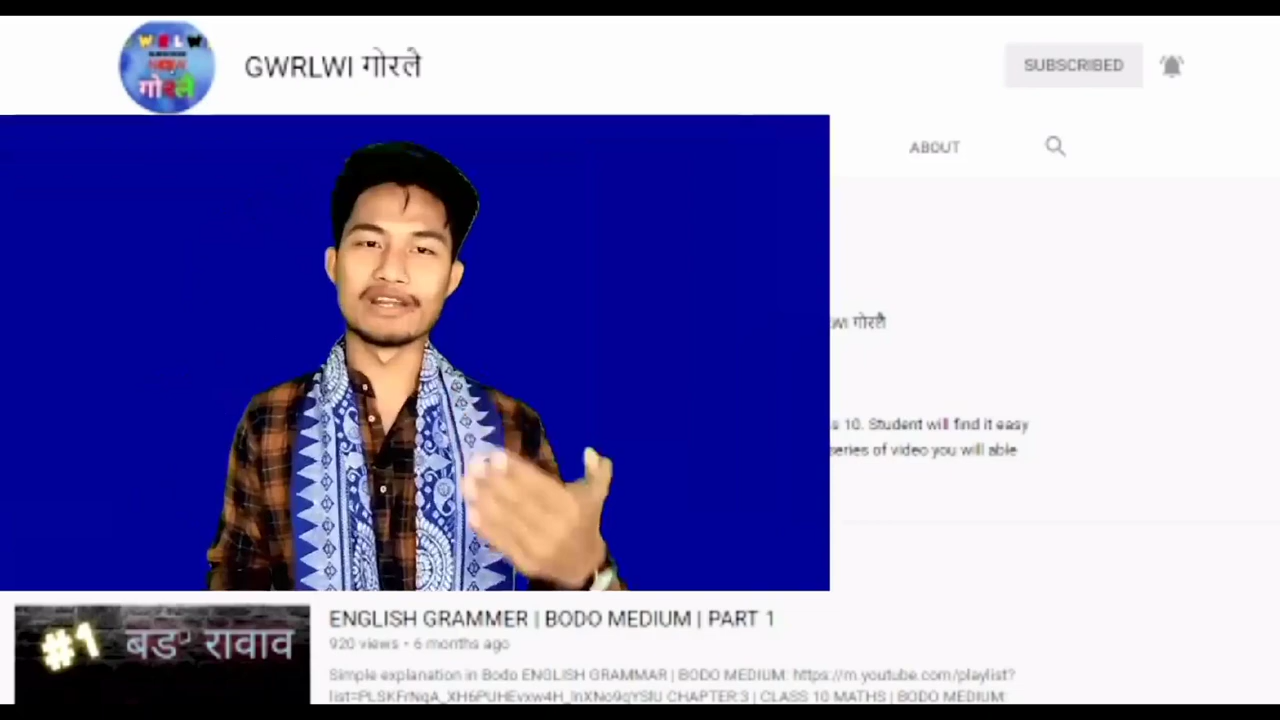 GWRLWI गोरलै
SUBSCRIBED
ABOUT
WI गोरलै
10. Student will find it easy
series of video you will able
ENGLISH GRAMMER | BODO MEDIUM | PART 1
920 views • 6 months ago
#1 बड' रावाव
Simple explanation in Bodo ENGLISH GRAMMAR | BODO MEDIUM: https://m.youtube.com/playlist?
CHAPTER:3 | CLASS 10 MATHS | BODO MEDIUM: